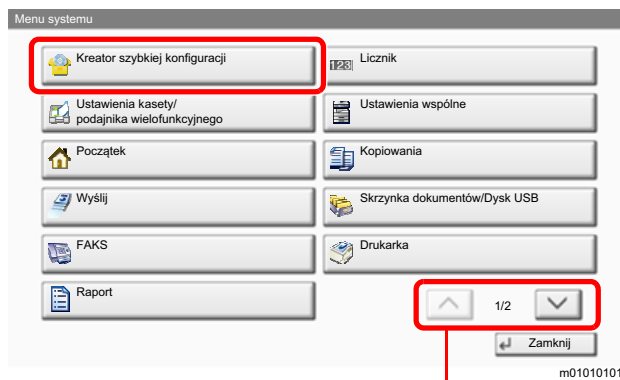 Menu systemu
Kreator szybkiej konfiguracji
123 Licznik
Ustawienia kasety/
podajnika wielofunkcyjnego
Ustawienia wspólne
Początek
Kopiowania
Wyślij
Skrzynka dokumentów/Dysk USB
FAKS
Drukarka
Raport
1/2
Zamknij
m01010101